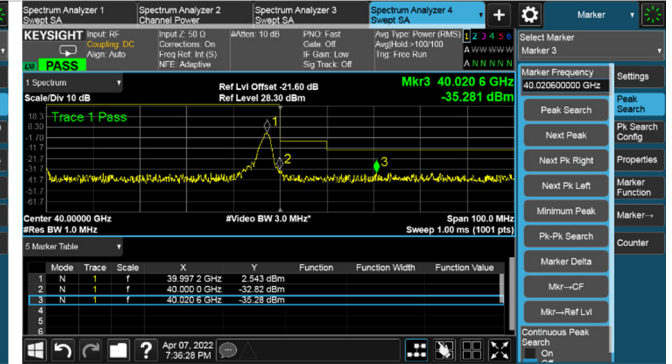 Spectrum Analyzer 1
Swept SA
Spectrum Analyzer 2
Channel Power
Spectrum Analyzer 3
Swept SA
Spectrum Analyzer 4
Swept SA
+
Marker
KEYSIGHT
Input: RF
Coupling: DC
Align: Auto
Input Z: 50 Ω
Corrections: On
Freq Ref: Int (S)
NFE: Adaptive
#Atten: 10 dB
PNO: Fast
Gate: Off
IF Gain: Low
Sig Track: Off
Avg Type: Power (RMS)
Avg|Hold:>100/100
Trig: Free Run
1 2 3 4 5 6
A W W W W W
A N N N N N
PASS
Select Marker
Marker 3
1 Spectrum
Scale/Div 10 dB
Ref Lvl Offset -21.60 dB
Ref Level 28.30 dBm
Mkr3 40.020 6 GHz
-35.281 dBm
Trace 1 Pass
18.3
8.30
-1.70
-11.7
-21.7
-31.7
-41.7
-51.7
-61.7
1
2
3
Center 40.00000 GHz
#Res BW 1.0 MHz
#Video BW 3.0 MHz*
Span 100.0 MHz
Sweep 1.00 ms (1001 pts)
5 Marker Table
Mode Trace Scale X Y Function Function Width Function Value
1 N 1 f 39.997 2 GHz 2.543 dBm
2 N 1 f 40.000 0 GHz -32.82 dBm
3 N 1 f 40.020 6 GHz -35.28 dBm
4
5
6
Marker Frequency
40.020600000 GHz
Peak Search
Next Peak
Next Pk Right
Next Pk Left
Minimum Peak
Pk-Pk Search
Marker Delta
Mkr→CF
Mkr→Ref Lvl
Continuous Peak
Search
On
Settings
Peak
Search
Pk Search
Config
Properties
Marker
Function
Marker→
Counter
?
Apr 07, 2022
7:36:28 PM